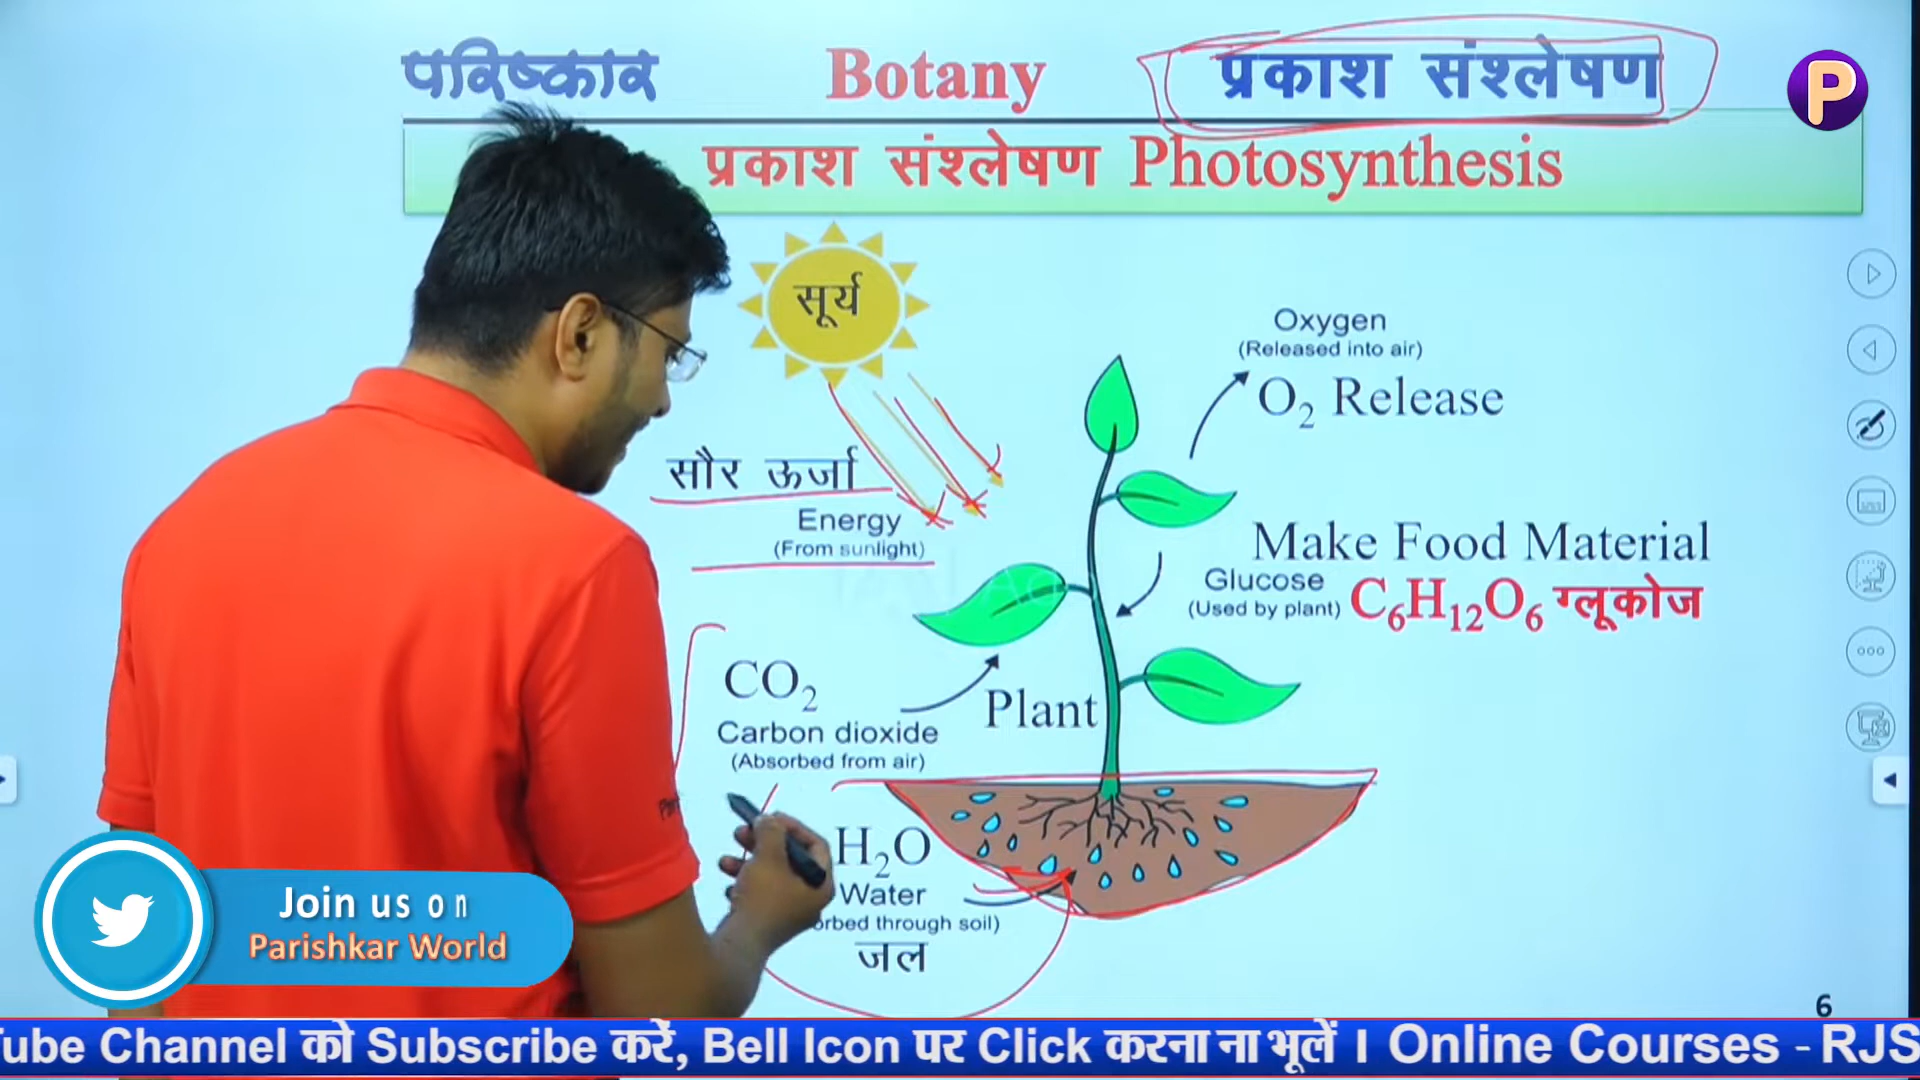 परिष्कार Botany प्रकाश संश्लेषण
P
प्रकाश संश्लेषण Photosynthesis
सूर्य
Oxygen
(Released into air)
O₂ Release
सौर ऊर्जा
Energy
(From sunlight)
Make Food Material
Glucose
(Used by plant) C₆H₁₂O₆ ग्लूकोज
CO₂
Carbon dioxide
(Absorbed from air)
Plant
H₂O
Water
orbed through soil)
जल
Join us on
Parishkar World
6
Tube Channel को Subscribe करें, Bell Icon पर Click करना ना भूलें । Online Courses - RJS